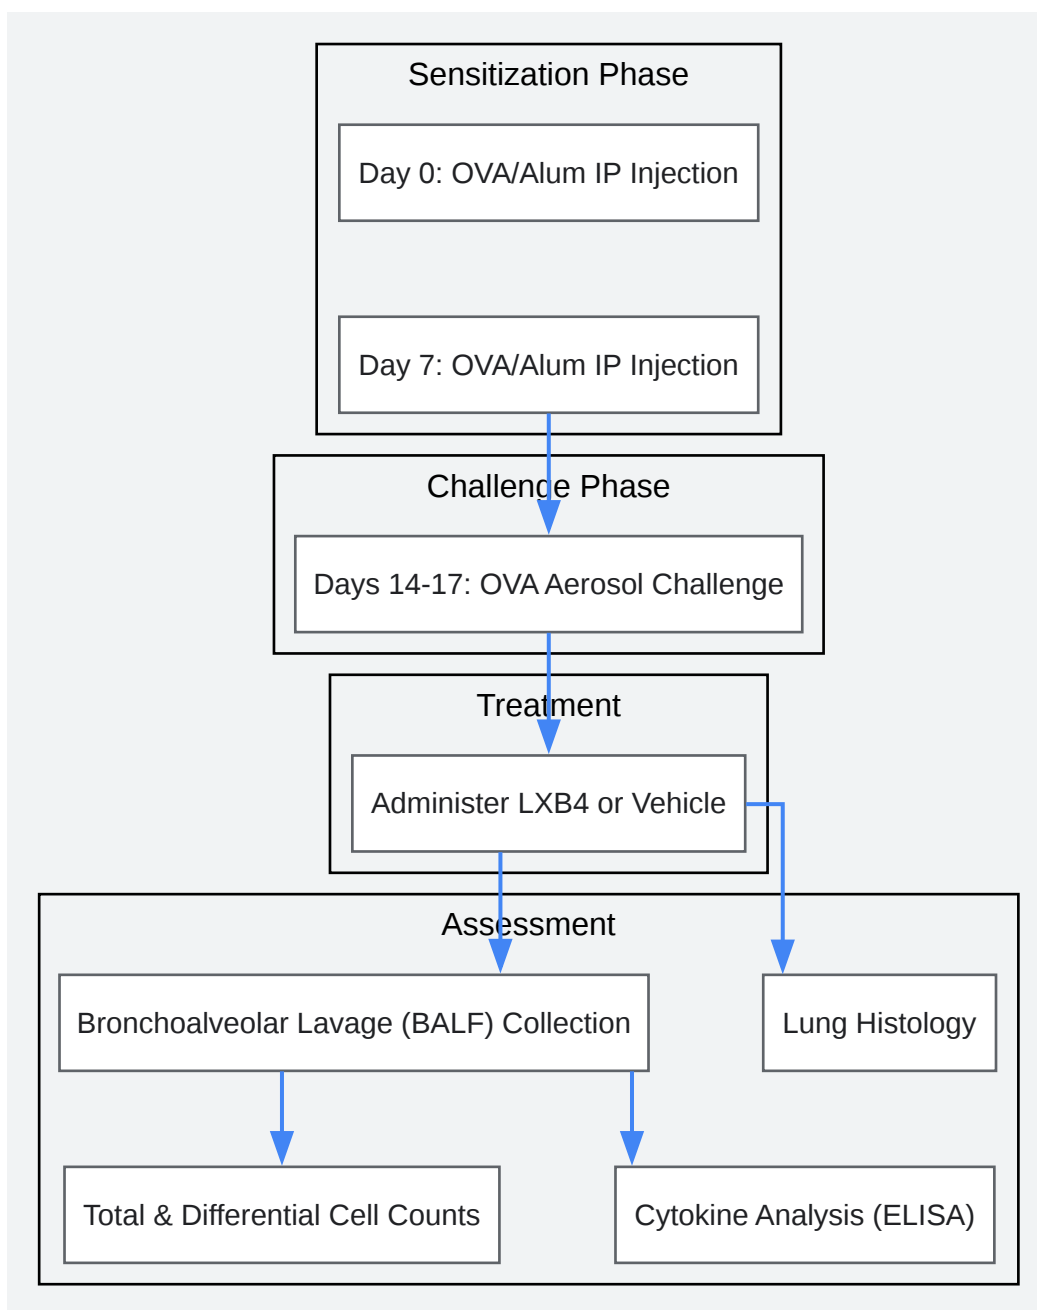 Sensitization Phase
Day 0: OVA/Alum IP Injection
Day 7: OVA/Alum IP Injection
Challenge Phase
Days 14-17: OVA Aerosol Challenge
Treatment
Administer LXB4 or Vehicle
Assessment
Bronchoalveolar Lavage (BALF) Collection
Lung Histology
Total & Differential Cell Counts
Cytokine Analysis (ELISA)